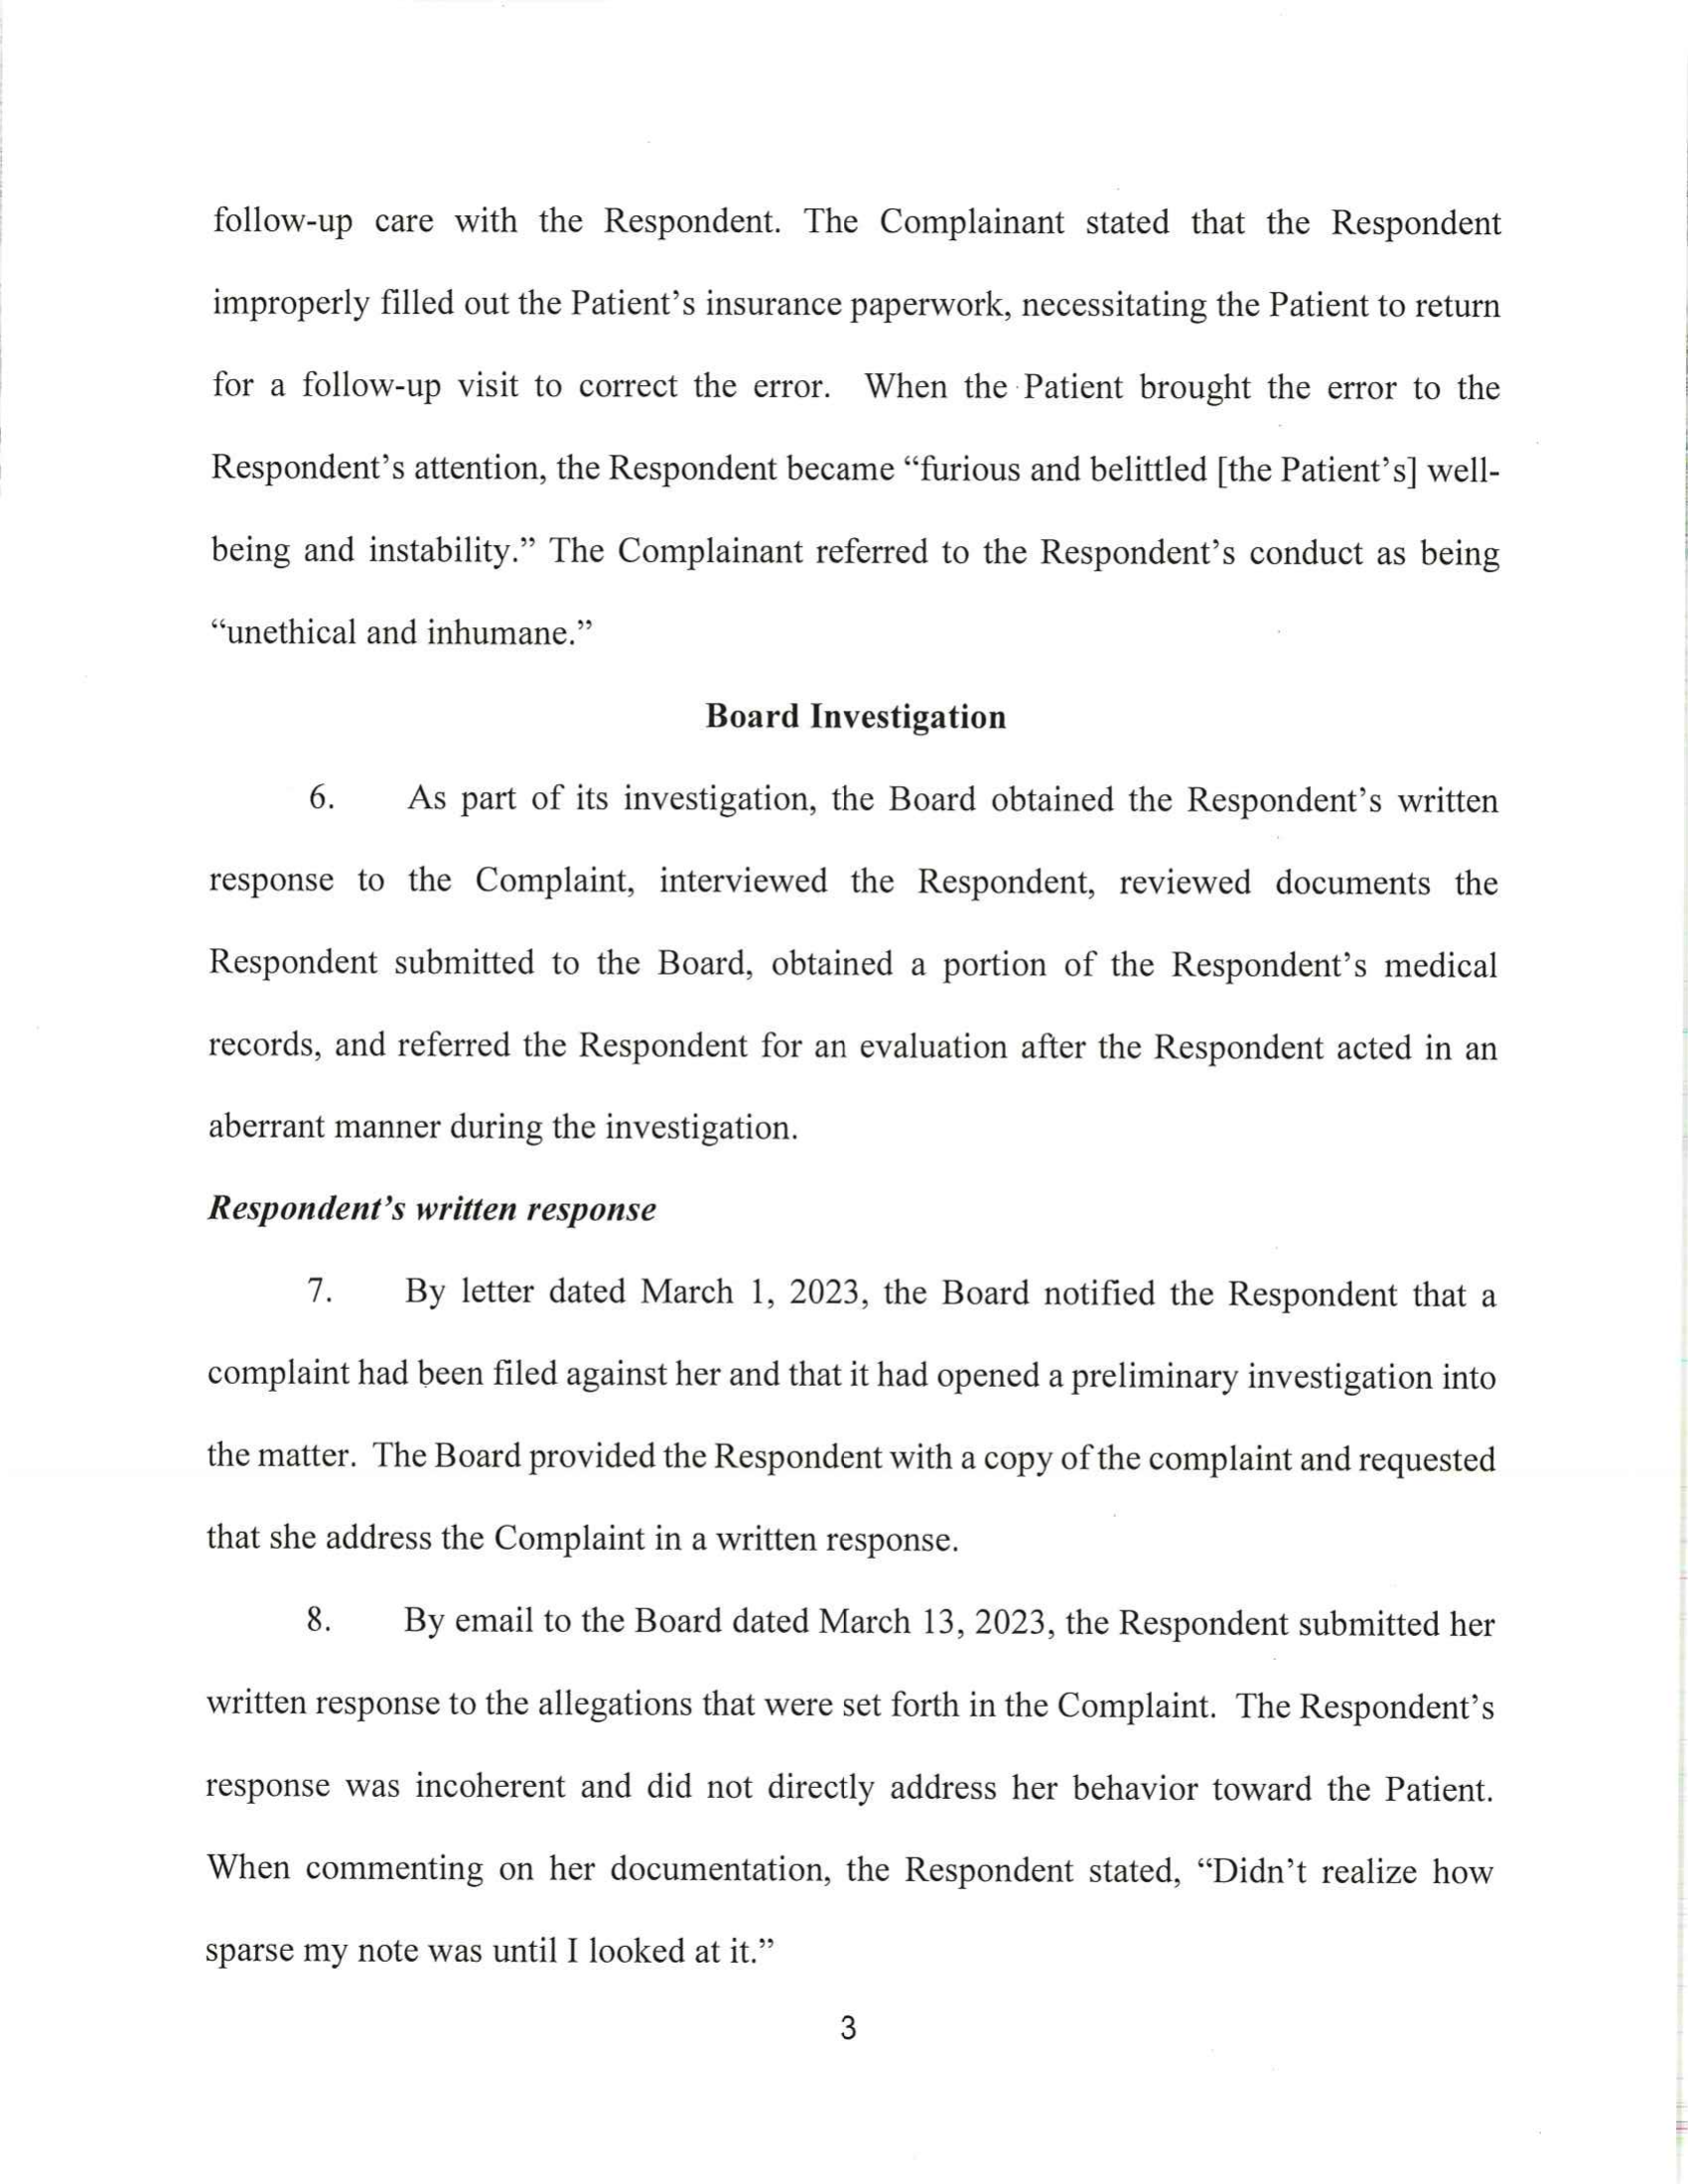 follow-up care with the Respondent. The Complainant stated that the Respondent
improperly filled out the Patient’s insurance paperwork, necessitating the Patient to return
for a follow-up visit to correct the error. When the Patient brought the error to the
Respondent’s attention, the Respondent became “furious and belittled [the Patient’s] well-
being and instability.” The Complainant referred to the Respondent’s conduct as being
“unethical and inhumane.”
Board Investigation
6. As part of its investigation, the Board obtained the Respondent’s written
response to the Complaint, interviewed the Respondent, reviewed documents the
Respondent submitted to the Board, obtained a portion of the Respondent’s medical
records, and referred the Respondent for an evaluation after the Respondent acted in an
aberrant manner during the investigation.
Respondent’s written response
7. By letter dated March 1, 2023, the Board notified the Respondent that a
complaint had been filed against her and that it had opened a preliminary investigation into
the matter. The Board provided the Respondent with a copy of the complaint and requested
that she address the Complaint in a written response.
8. By email to the Board dated March 13, 2023, the Respondent submitted her
written response to the allegations that were set forth in the Complaint. The Respondent’s
response was incoherent and did not directly address her behavior toward the Patient.
When commenting on her documentation, the Respondent stated, “Didn’t realize how
sparse my note was until I looked at it.”
3